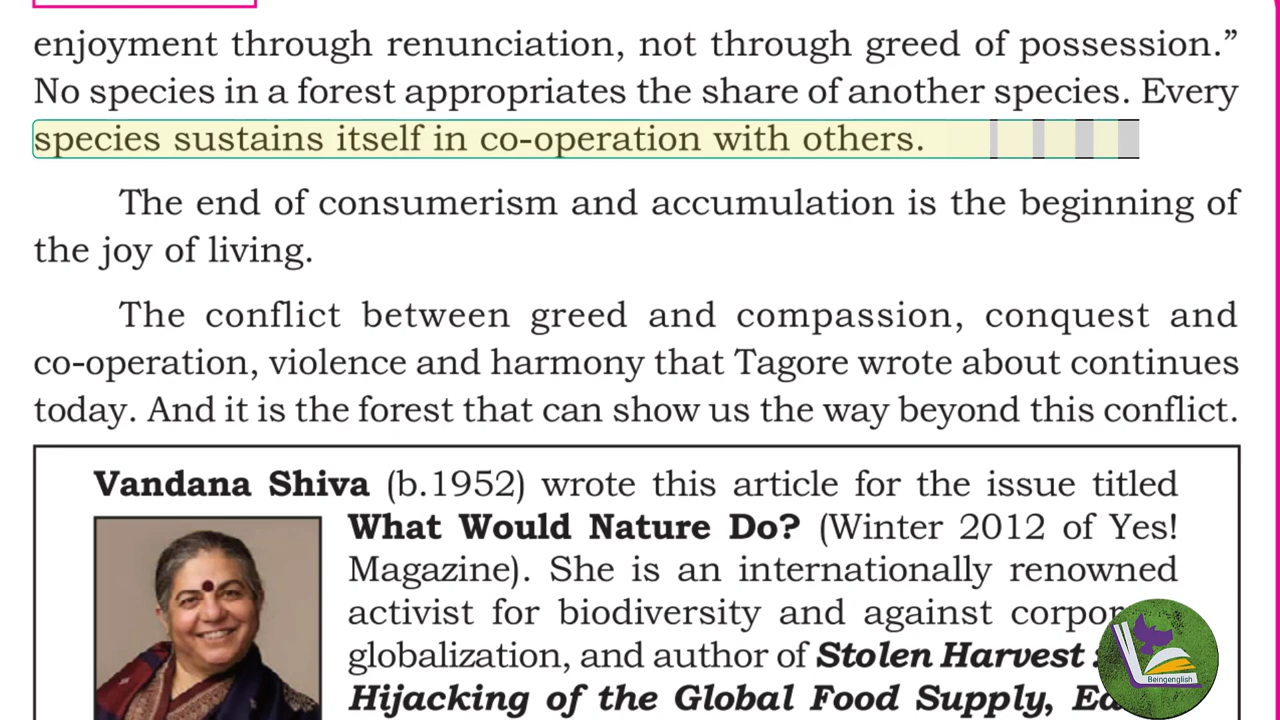 enjoyment through renunciation, not through greed of possession.”
No species in a forest appropriates the share of another species. Every
species sustains itself in co-operation with others.
The end of consumerism and accumulation is the beginning of
the joy of living.
The conflict between greed and compassion, conquest and
co-operation, violence and harmony that Tagore wrote about continues
today. And it is the forest that can show us the way beyond this conflict.
Vandana Shiva (b.1952) wrote this article for the issue titled
What Would Nature Do? (Winter 2012 of Yes!
Magazine). She is an internationally renowned
activist for biodiversity and against
globalization, and author of Stolen Harvest :
Hijacking of the Global Food Supply,
Beingenglish